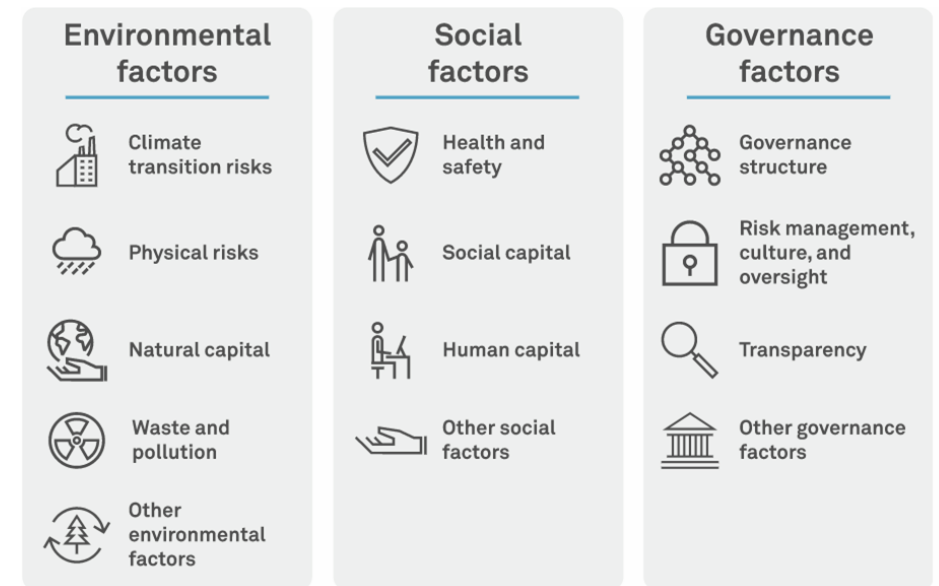 Environmental
factors
Climate
transition risks
Physical risks
Natural capital
Waste and
pollution
Other
environmental
factors
Social
factors
Health and
safety
Social capital
Human capital
Other social
factors
Governance
factors
Governance
structure
Risk management,
culture, and
oversight
Transparency
Other governance
factors